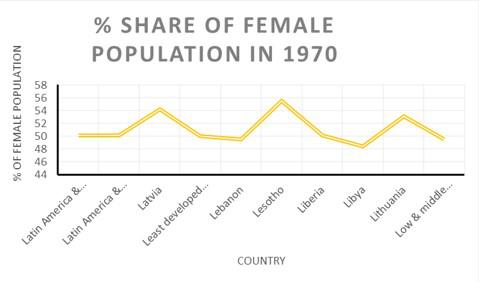 % SHARE OF FEMALE
POPULATION IN 1970
% OF FEMALE POPULATION
58
56
54
52
50
48
46
44
Latin America &...
Latin America &...
Latvia
Least developed...
Lebanon
Lesotho
Liberia
Libya
Lithuania
Low & middle...
COUNTRY